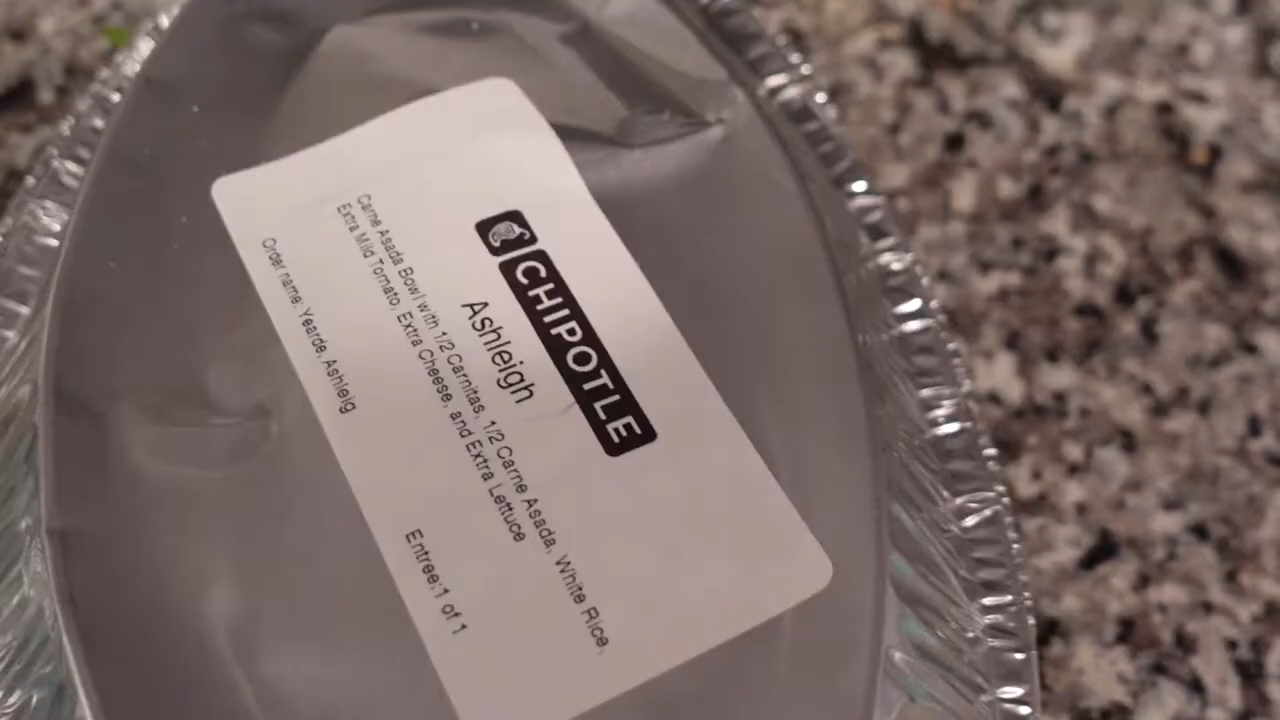 CHIPOTLE
Ashleigh
Carne Asada Bowl with 1/2 Carnitas, 1/2 Carne Asada, White Rice,
Extra Mild Tomato, Extra Cheese, and Extra Lettuce
Order name: Yearde, Ashleig
Entree:1 of 1